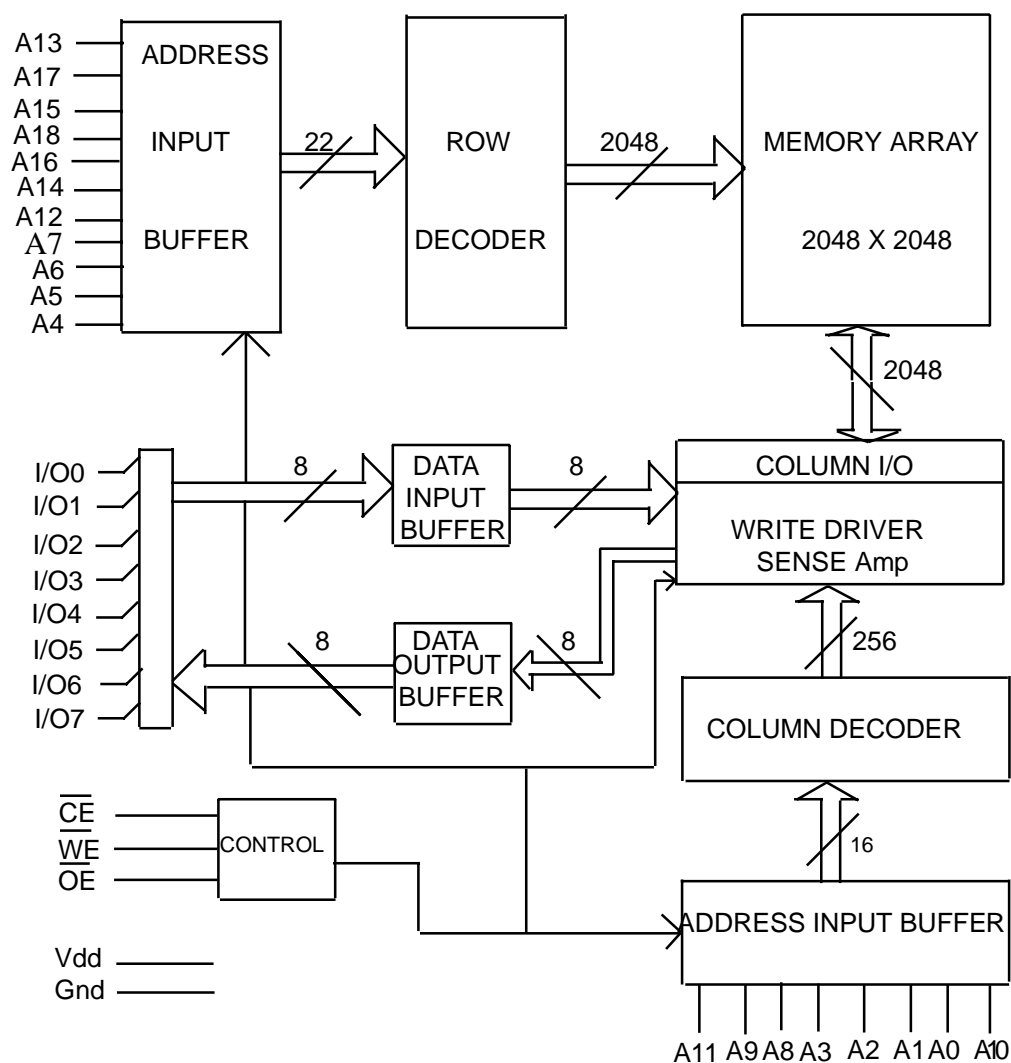 A13
A17
A15
A18
A16
A14
A12
A7
A6
A5
A4
ADDRESS
INPUT
BUFFER
22
ROW
DECODER
2048
MEMORY ARRAY
2048 X 2048
2048
I/O0
I/O1
I/O2
I/O3
I/O4
I/O5
I/O6
I/O7
8
DATA
INPUT
BUFFER
8
COLUMN I/O
WRITE DRIVER
SENSE Amp
8
DATA
OUTPUT
BUFFER
8
256
COLUMN DECODER
16
CE
WE
OE
CONTROL
ADDRESS INPUT BUFFER
Vdd
Gnd
A11 A9 A8 A3 A2 A1 A0 A10